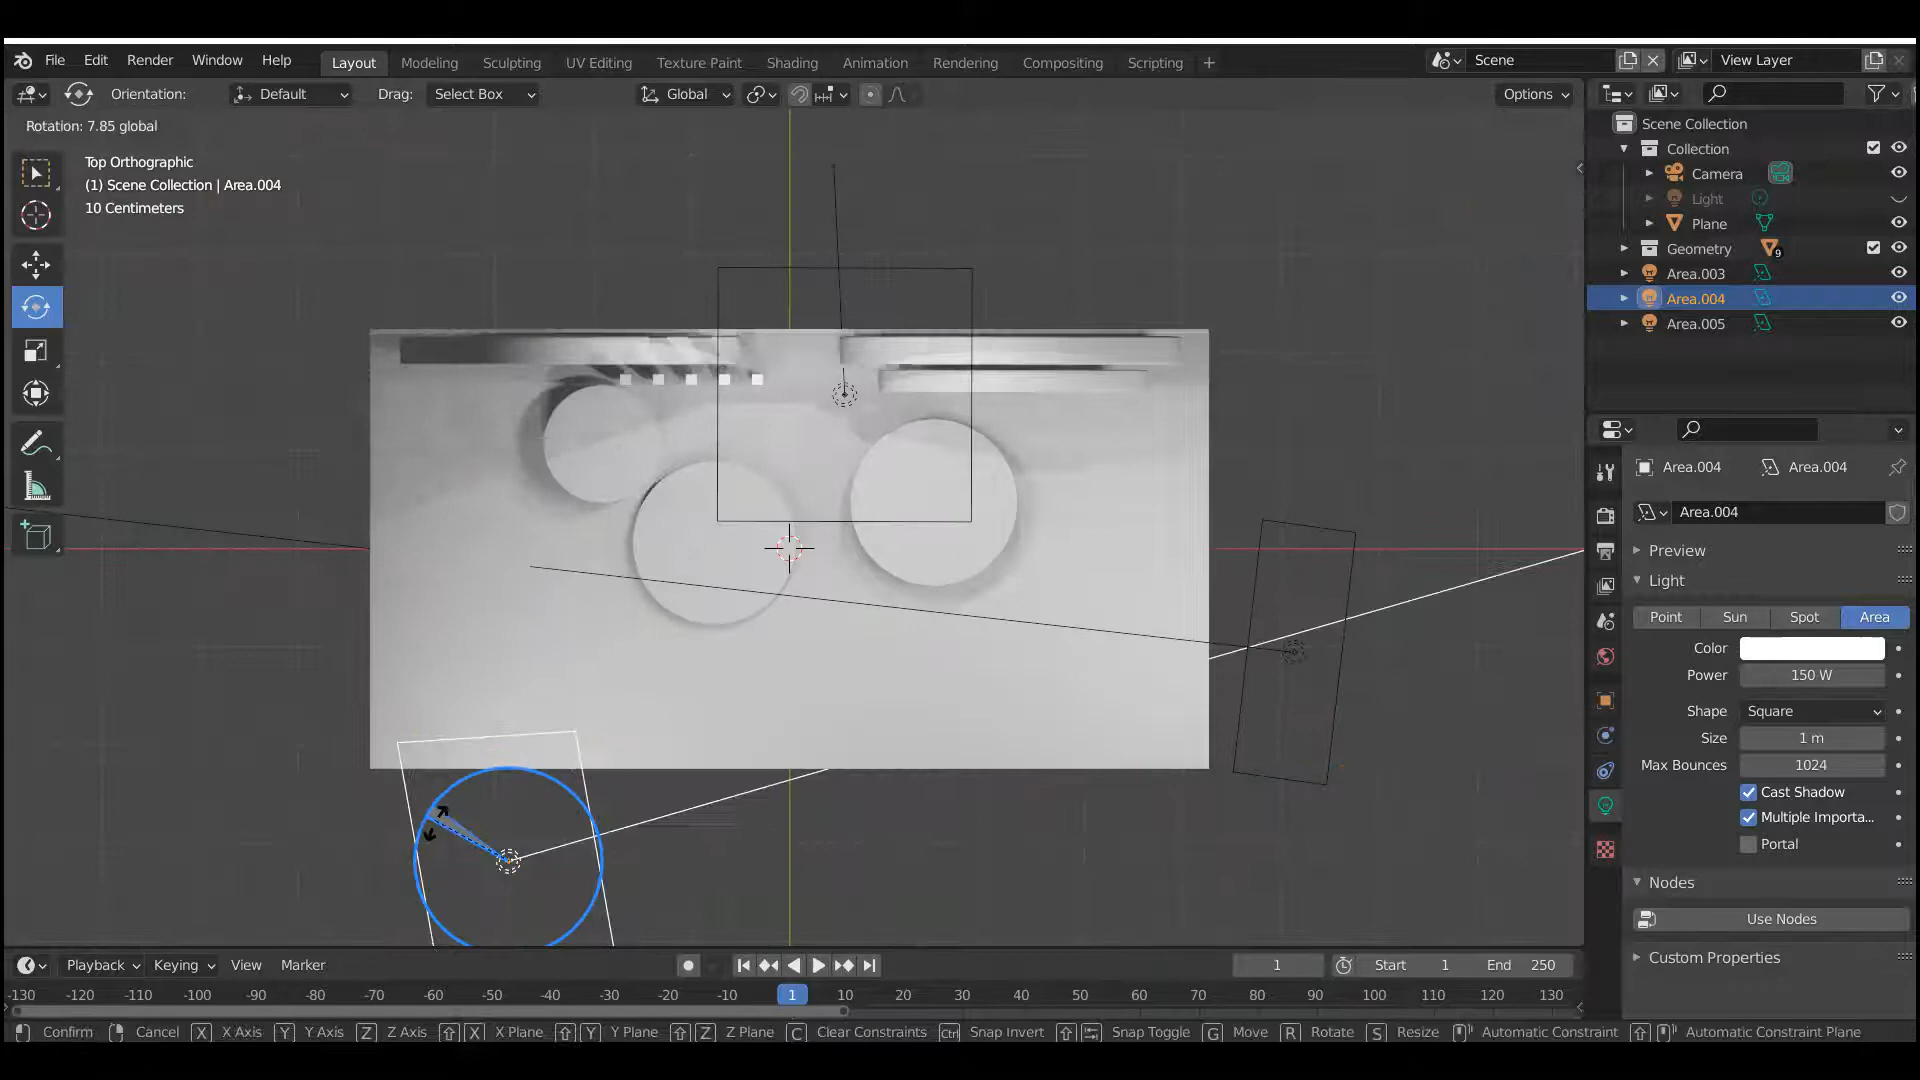 File Edit Render Window Help Layout Modeling Sculpting UV Editing Texture Paint Shading Animation Rendering Compositing Scripting + Scene View Layer
Orientation: Default Drag: Select Box Global Options
Rotation: 7.85 global
Top Orthographic
(1) Scene Collection | Area.004
10 Centimeters
Scene Collection
Collection
Camera
Light
Plane
Geometry 9
Area.003
Area.004
Area.005
Area.004 Area.004
Area.004
Preview
Light
Point Sun Spot Area
Color
Power 150 W
Shape Square
Size 1 m
Max Bounces 1024
Cast Shadow
Multiple Importa...
Portal
Nodes
Use Nodes
Custom Properties
Playback Keying View Marker 1 Start 1 End 250
-130 -120 -110 -100 -90 -80 -70 -60 -50 -40 -30 -20 -10 1 10 20 30 40 50 60 70 80 90 100 110 120 130
Confirm Cancel X X Axis Y Y Axis Z Z Axis X X Plane Y Y Plane Z Z Plane C Clear Constraints Ctrl Snap Invert Snap Toggle G Move R Rotate S Resize Automatic Constraint Automatic Constraint Plane